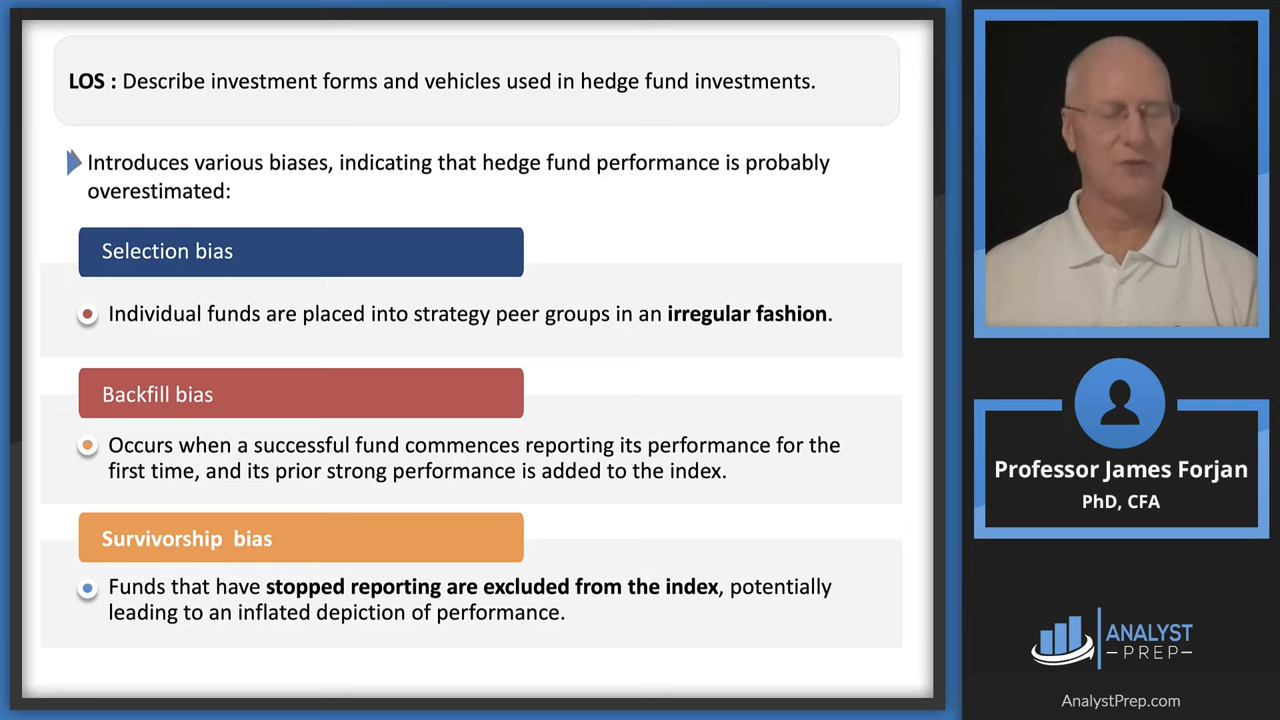 LOS : Describe investment forms and vehicles used in hedge fund investments.
Introduces various biases, indicating that hedge fund performance is probably
overestimated:
Selection bias
Individual funds are placed into strategy peer groups in an irregular fashion.
Backfill bias
Occurs when a successful fund commences reporting its performance for the
first time, and its prior strong performance is added to the index.
Survivorship bias
Funds that have stopped reporting are excluded from the index, potentially
leading to an inflated depiction of performance.
Professor James Forjan
PhD, CFA
ANALYST
PREP
AnalystPrep.com